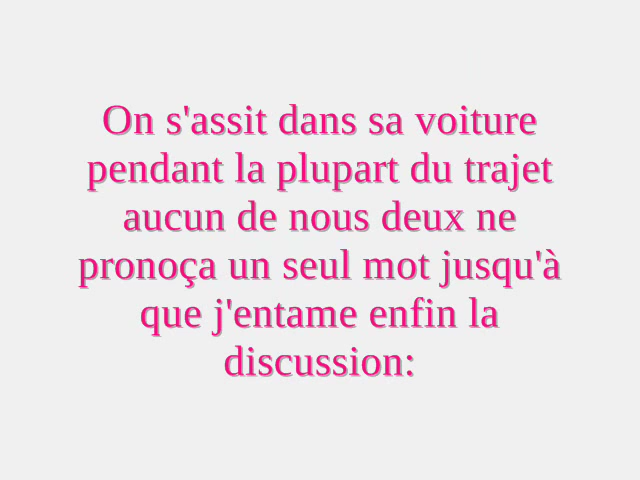 On s'assit dans sa voiture
pendant la plupart du trajet
aucun de nous deux ne
pronoça un seul mot jusqu'à
que j'entame enfin la
discussion: